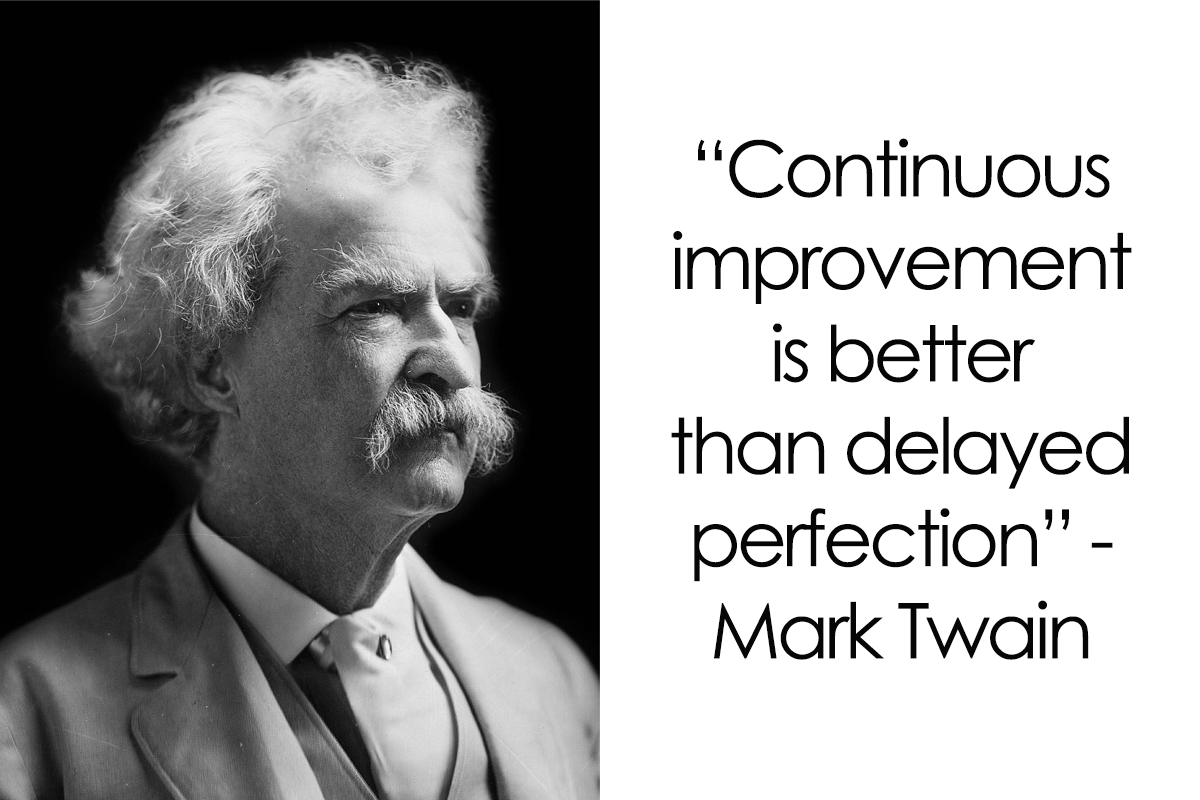 “Continuous
improvement
is better
than delayed
perfection” -
Mark Twain